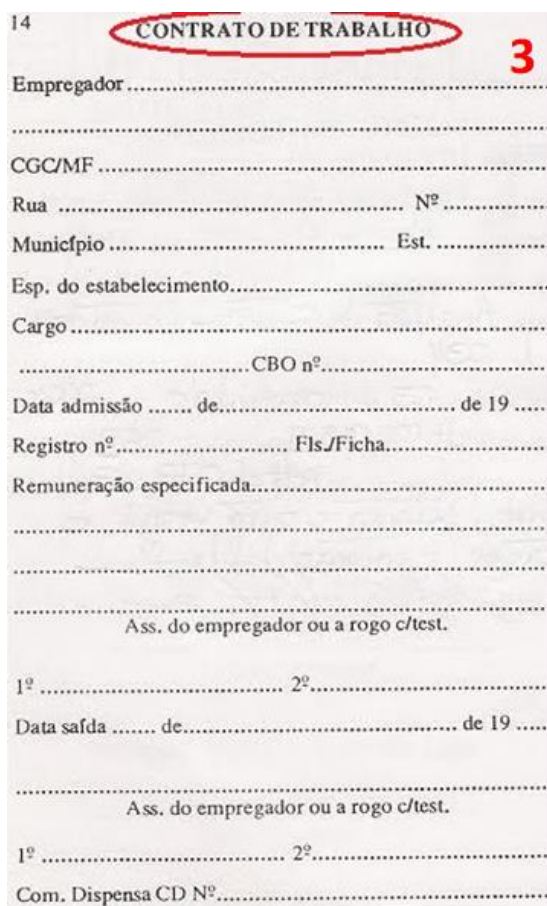 14 CONTRATO DE TRABALHO
3
Empregador ..........................................................................
..........................................................................
CGC/MF ..........................................................................
Rua .......................................................... Nº ..................
Município .............................................. Est. ..................
Esp. do estabelecimento..................................................
Cargo..........................................................................
.......................................CBO nº.......................................
Data admissão ....... de....................................... de 19 .....
Registro nº............................ Fls./Ficha............................
Remuneração especificada..................................................
..........................................................................
..........................................................................
..........................................................................
Ass. do empregador ou a rogo c/test.
1º ......................................... 2º.........................................
Data saída ....... de............................................. de 19 .....
..........................................................................
Ass. do empregador ou a rogo c/test.
1º ......................................... 2º.........................................
Com. Dispensa CD Nº..................................................